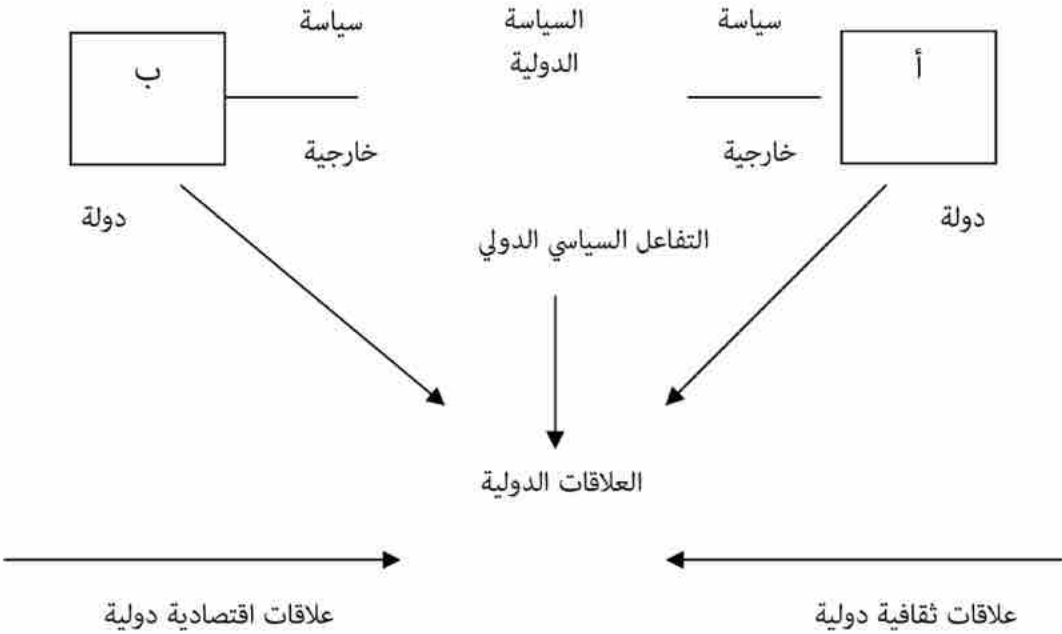 سياسة
السياسة
سياسة
الدولية
أ
ب
خارجية
خارجية
دولة
دولة
التفاعل السياسي الدولي
العلاقات الدولية
علاقات ثقافية دولية
علاقات اقتصادية دولية